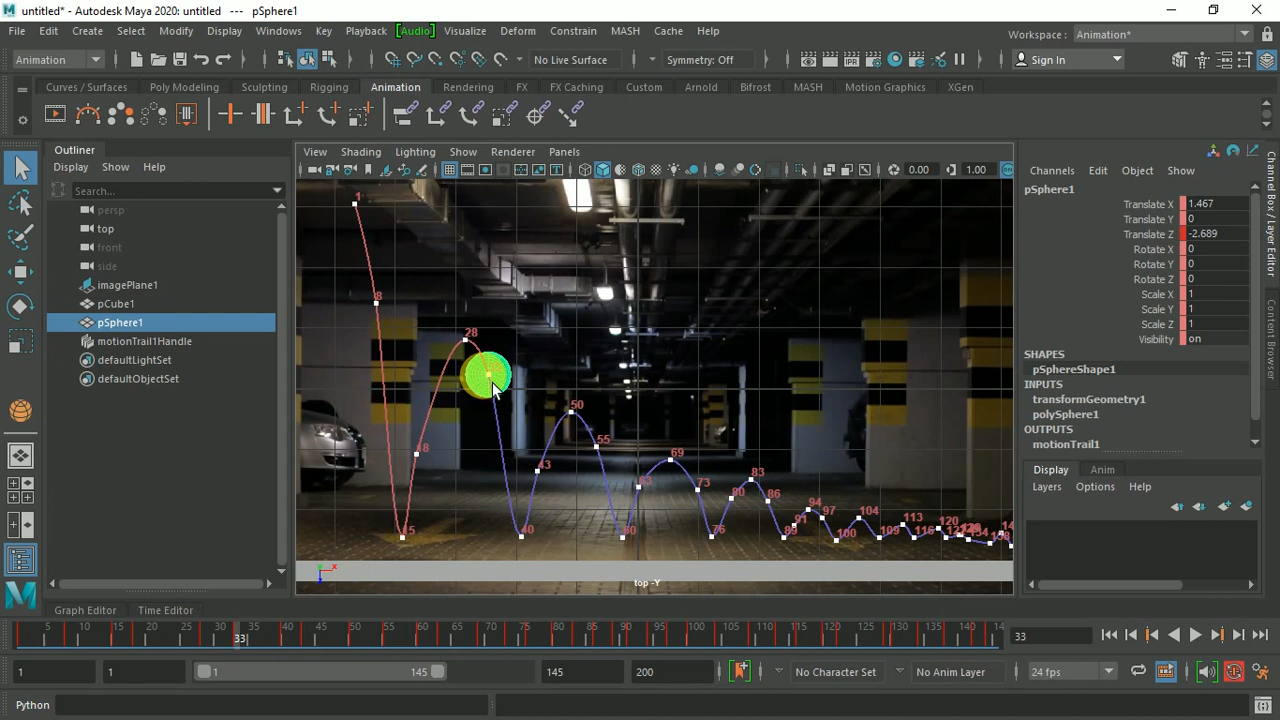 untitled* - Autodesk Maya 2020: untitled --- pSphere1
File Edit Create Select Modify Display Windows Key Playback [Audio] Visualize Deform Constrain MASH Cache Help
Workspace : Animation*
Animation No Live Surface Symmetry: Off Sign In
Curves / Surfaces Poly Modeling Sculpting Rigging Animation Rendering FX FX Caching Custom Arnold Bifrost MASH Motion Graphics XGen
Outliner
Display Show Help
Search...
persp
top
front
side
imagePlane1
pCube1
pSphere1
motionTrail1Handle
defaultLightSet
defaultObjectSet
View Shading Lighting Show Renderer Panels
0.00 1.00
1
8
28
50
18 55
43 69
63 73 83
80 86
94
91 97 104 113 120
15 40 60 76 89 100 109 116
top -Y
Channels Edit Object Show
pSphere1
Translate X 1.467
Translate Y 0
Translate Z -2.689
Rotate X 0
Rotate Y 0
Rotate Z 0
Scale X 1
Scale Y 1
Scale Z 1
Visibility on
SHAPES
pSphereShape1
INPUTS
transformGeometry1
polySphere1
OUTPUTS
motionTrail1
Display Anim
Layers Options Help
Channel Box / Layer Editor
Content Browser
Graph Editor Time Editor
5 10 15 20 25 30 35 40 45 50 55 60 65 70 75 80 85 90 95 100 105 110 115 120 125 130 135 140 14
33 33
1 1 1 145 145 200 No Character Set No Anim Layer 24 fps
Python